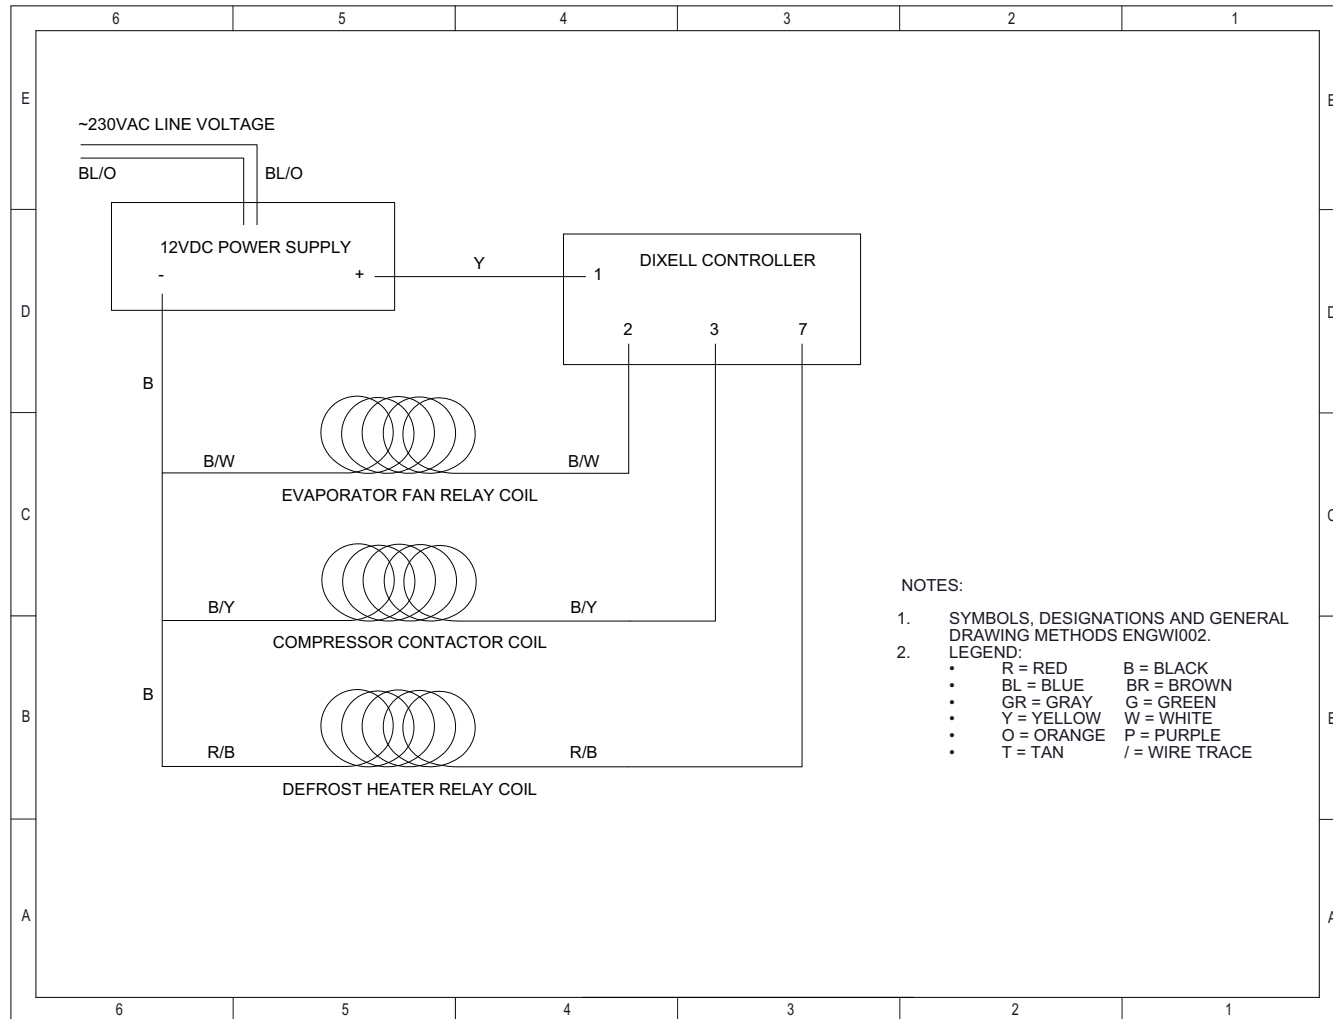 6 5 4 3 2 1
E
~230VAC LINE VOLTAGE
BL/O BL/O
12VDC POWER SUPPLY
- +
Y
DIXELL CONTROLLER
1
2 3 7
D D
B
B/W B/W
EVAPORATOR FAN RELAY COIL
C
B/Y B/Y
COMPRESSOR CONTACTOR COIL
B
R/B R/B
DEFROST HEATER RELAY COIL
B
NOTES:
1. SYMBOLS, DESIGNATIONS AND GENERAL
DRAWING METHODS ENGWI002.
2. LEGEND:
• R = RED B = BLACK
• BL = BLUE BR = BROWN
• GR = GRAY G = GREEN
• Y = YELLOW W = WHITE
• O = ORANGE P = PURPLE
• T = TAN / = WIRE TRACE
A
6 5 4 3 2 1